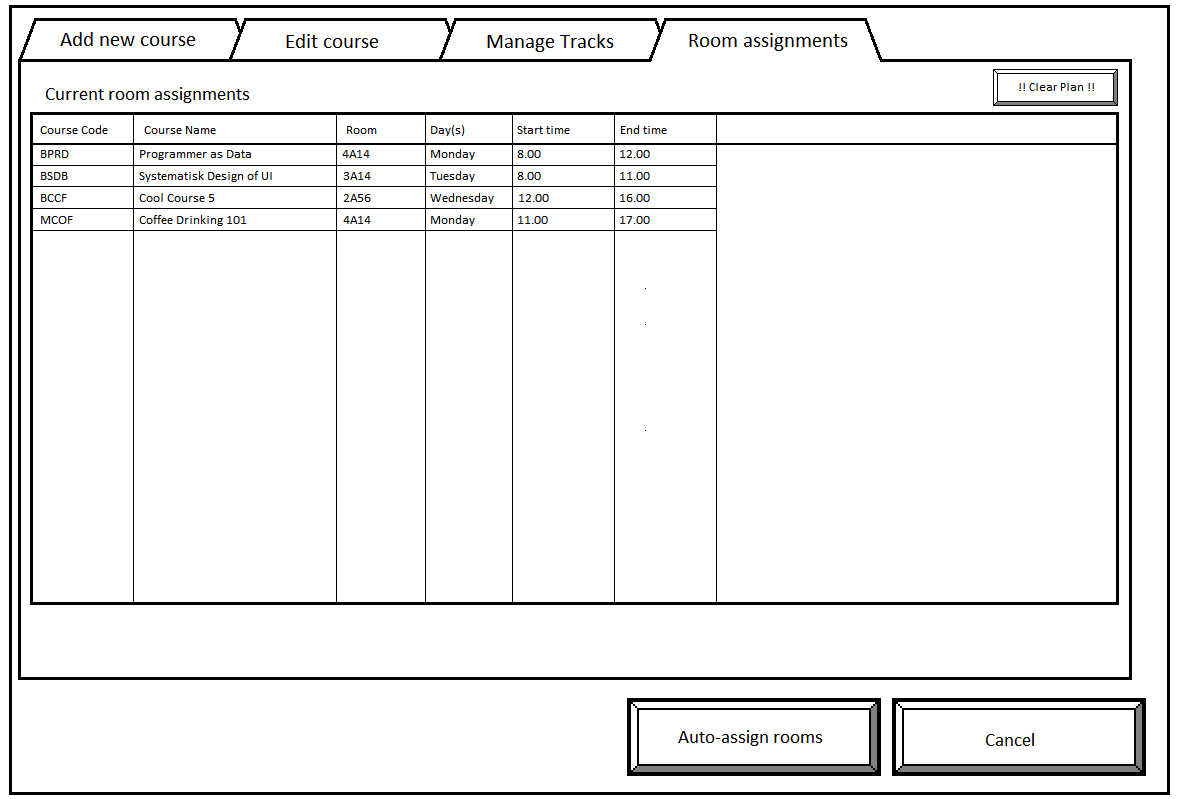 Add new course Edit course Manage Tracks Room assignments
Current room assignments !! Clear Plan !!
Course Code Course Name Room Day(s) Start time End time
BPRD Programmer as Data 4A14 Monday 8.00 12.00
BSDB Systematisk Design of UI 3A14 Tuesday 8.00 11.00
BCCF Cool Course 5 2A56 Wednesday 12.00 16.00
MCOF Coffee Drinking 101 4A14 Monday 11.00 17.00
Auto-assign rooms Cancel